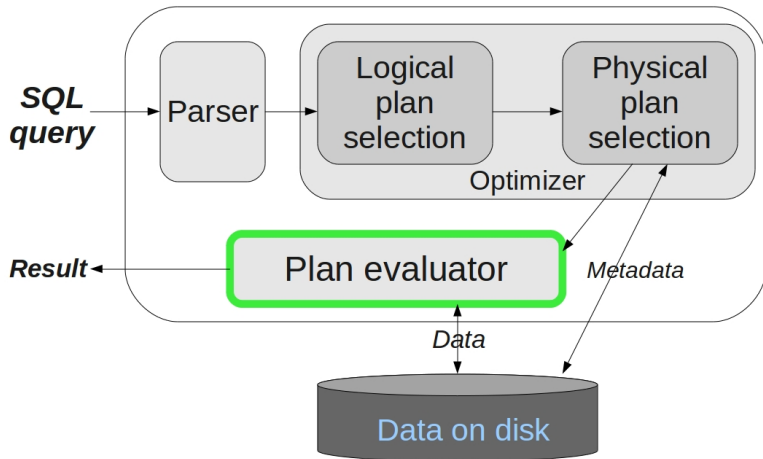 SQL
query
Parser
Logical
plan
selection
Physical
plan
selection
Optimizer
Result
Plan evaluator
Metadata
Data
Data on disk